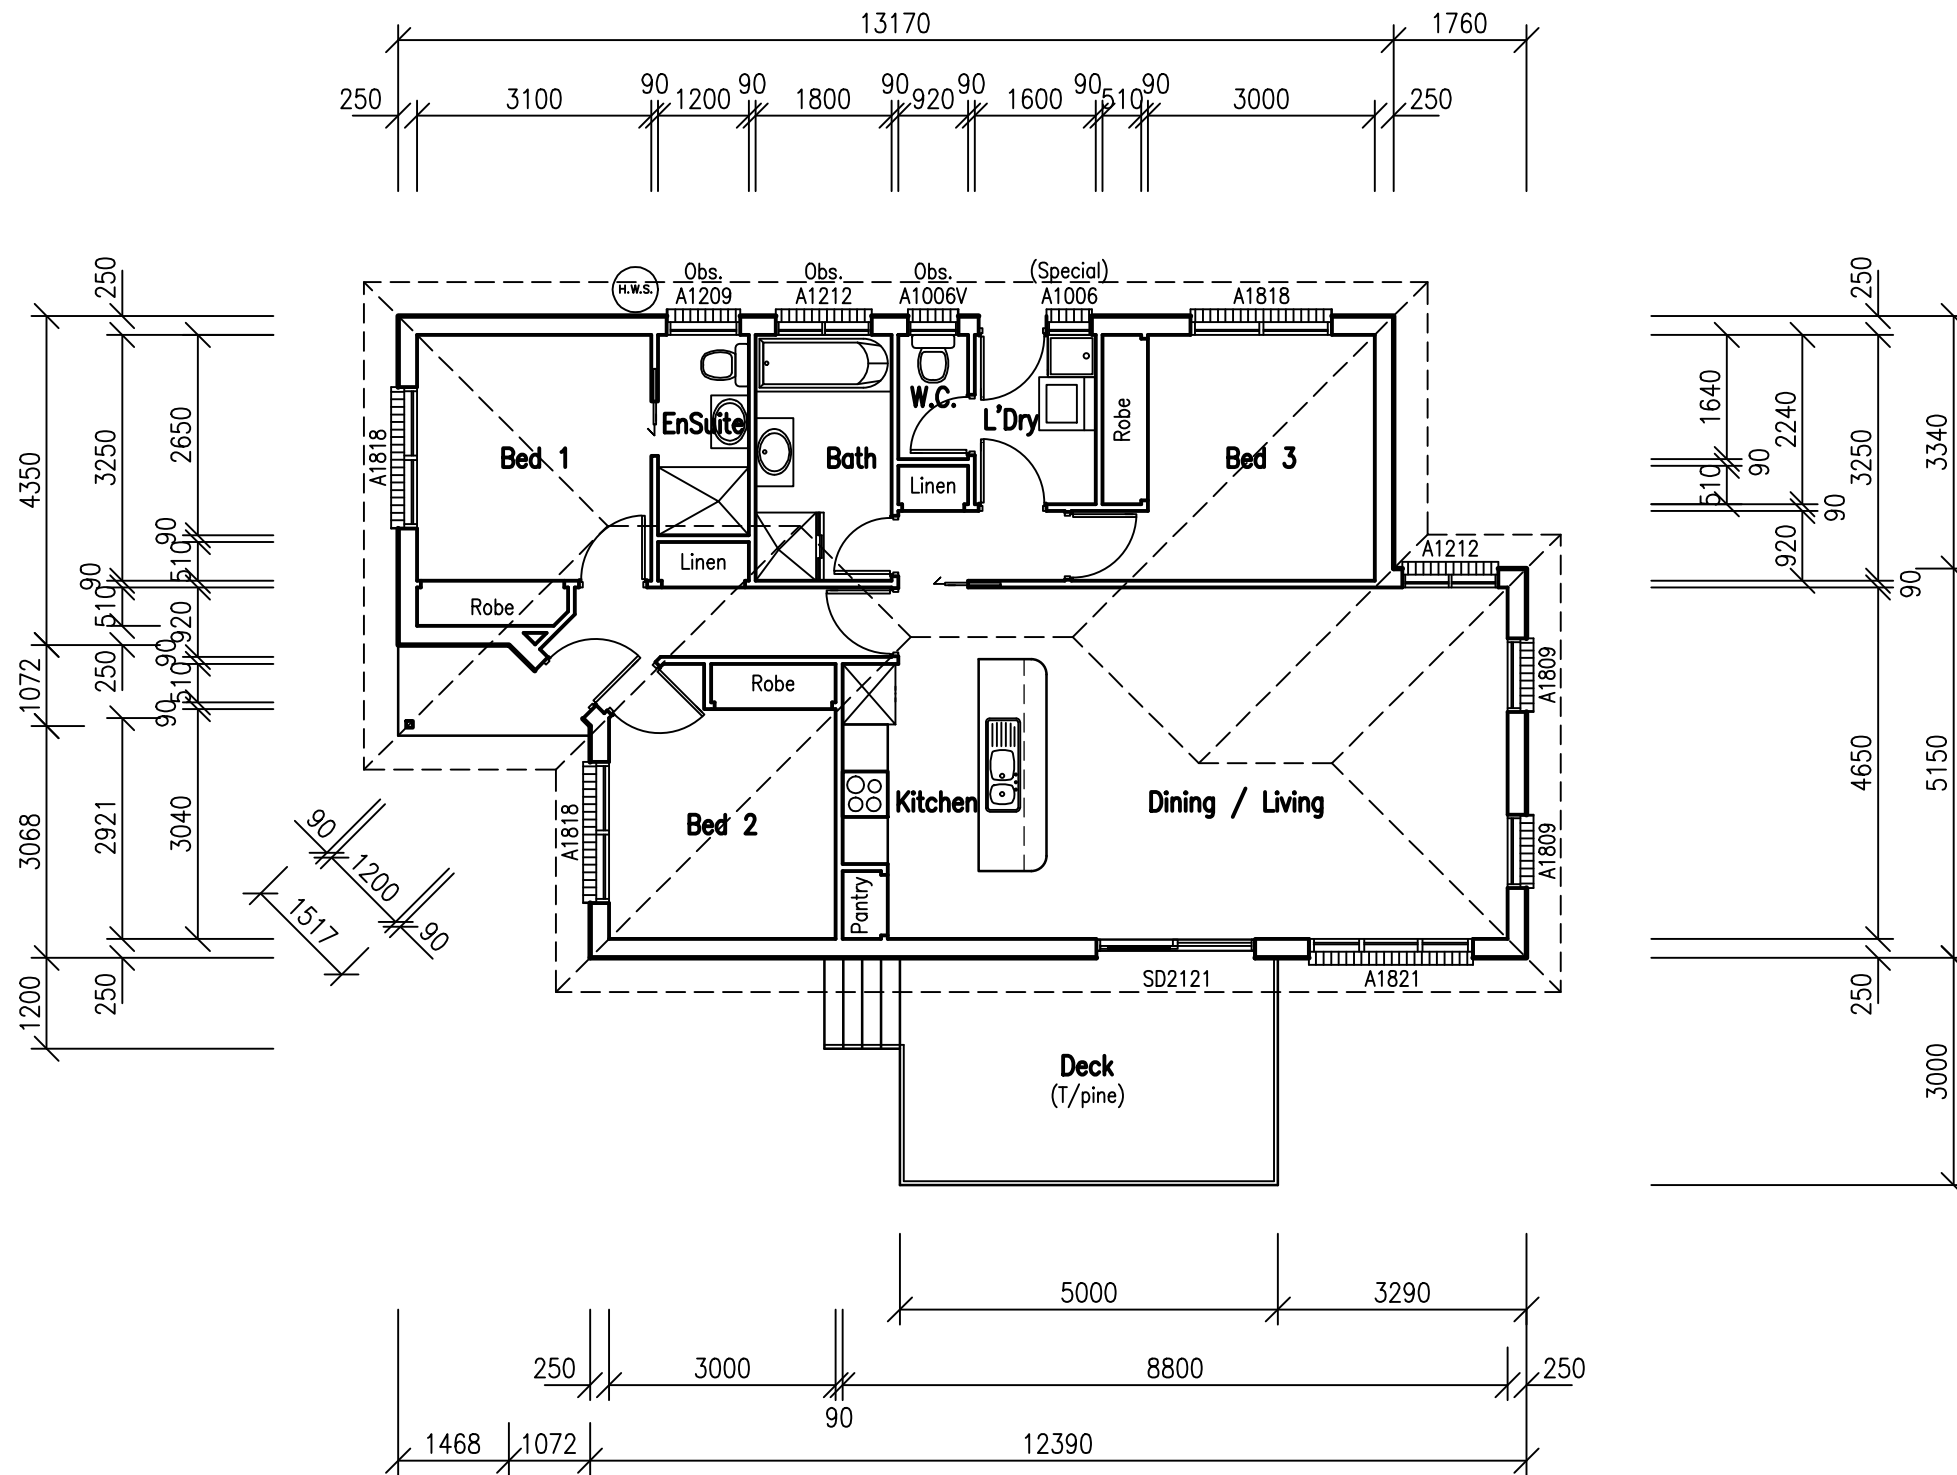 13170 1760
90 90 90 90 90 90
250 3100 1200 1800 920 1600 510 3000 250
H.W.S.
Obs. Obs. Obs. (Special)
A1209 A1212 A1006V A1006 A1818
250
4350
1072
3068
1200
3250
90
510
250
2921
250
2650
90
510
920
90
510
90
3040
A1818
Bed 1
EnSuite
Bath
W.C.
L'Dry
Robe
Bed 3
Linen
Linen
Robe
A1212
Robe
A1818
Bed 2
Kitchen
Dining / Living
Pantry
A1809
A1809
SD2121
A1821
Deck
(T/pine)
90
1200
90
1517
250
1640
90
510
2240
90
920
3250
90
4650
250
3340
5150
3000
5000 3290
250 3000 8800 250
90
1468 1072 12390